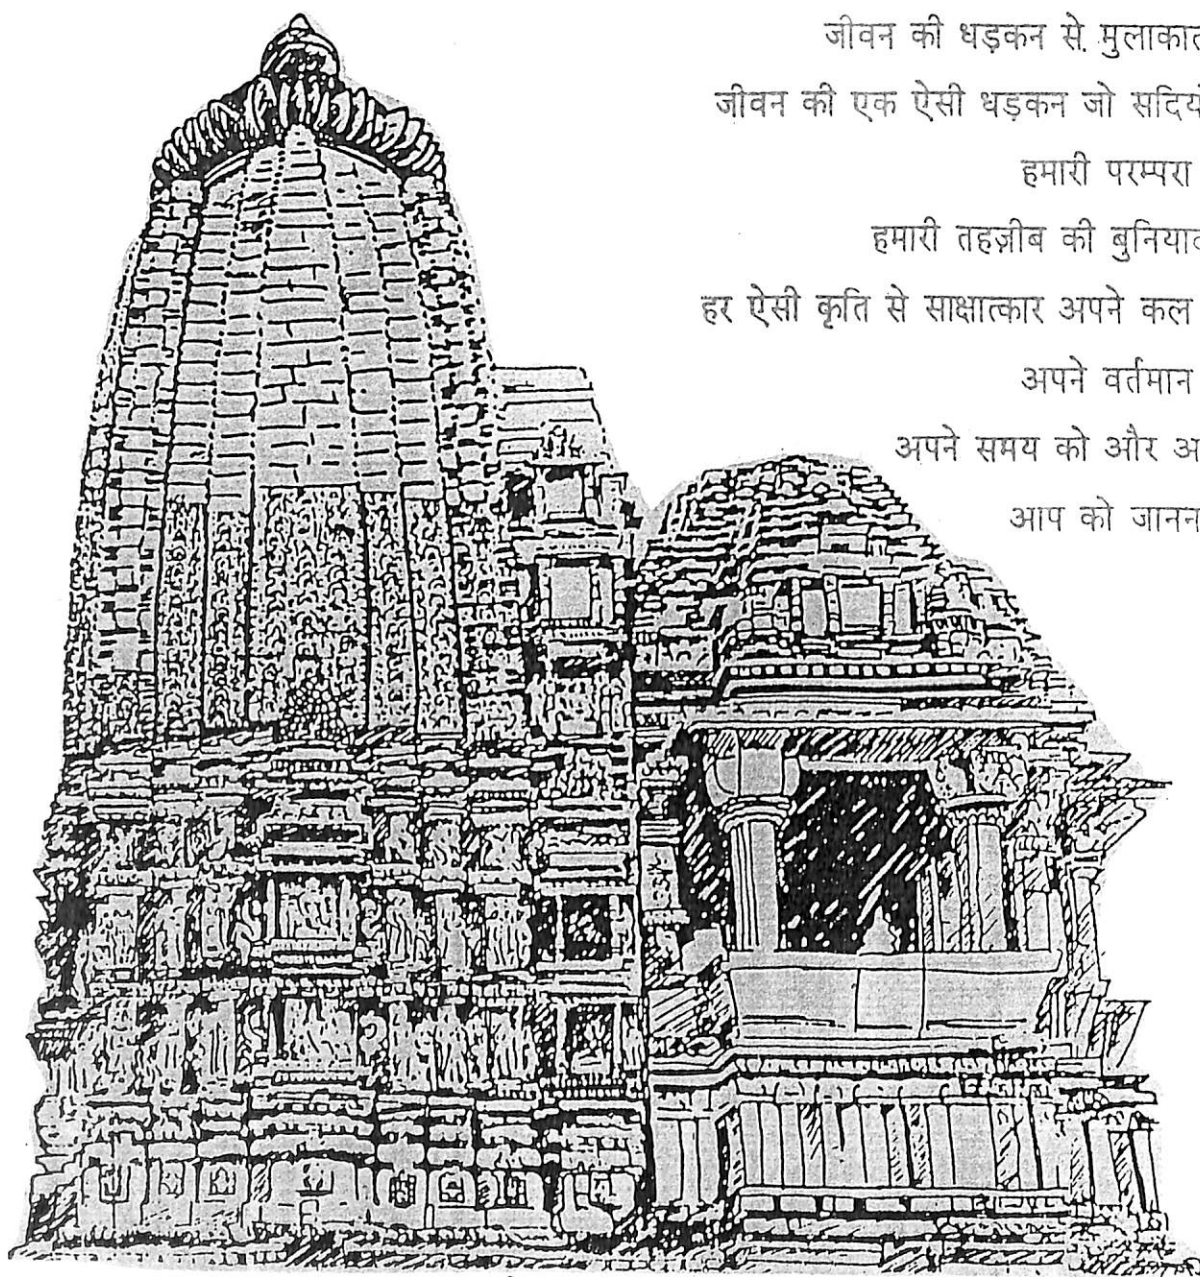 जीवन की धड़कन से मुलाकात
जीवन की एक ऐसी धड़कन जो
हमारी परम्परा
हमारी तहज़ीब की
हर ऐसी कृति से साक्षात्कार अपने कल
अपने वर्तमान
अपने समय को और
आप को